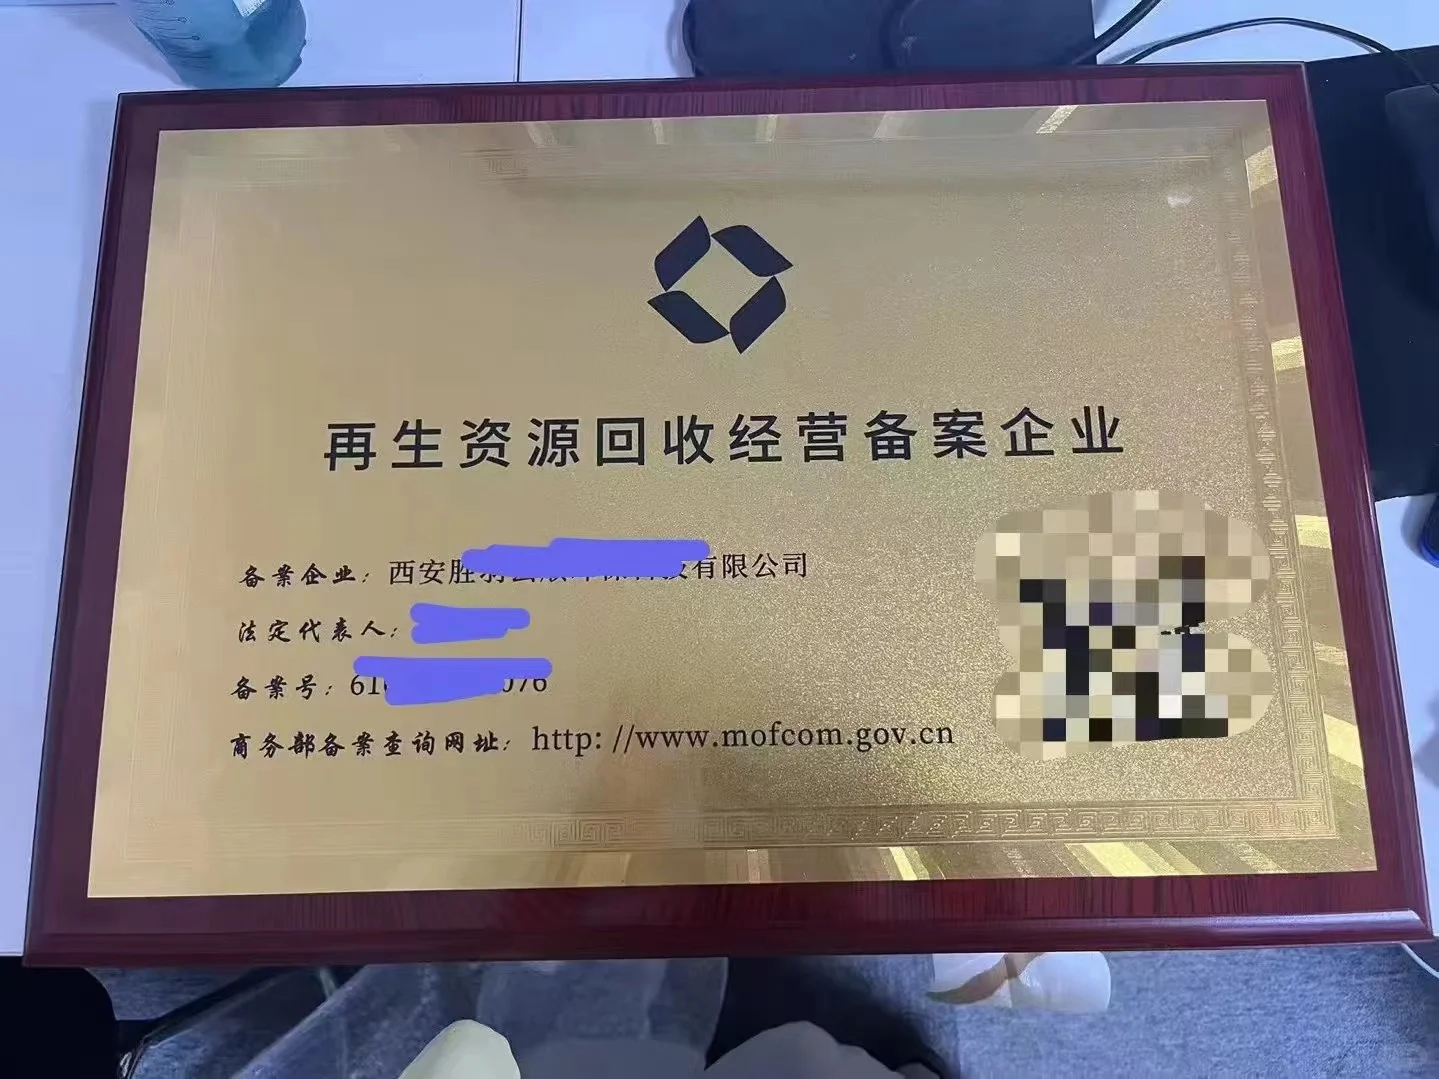 再生资源回收经营备案企业
备案企业：西安胜 有限公司
法定代表人：
备案号：61 076
商务部备案查询网址：http://www.mofcom.gov.cn